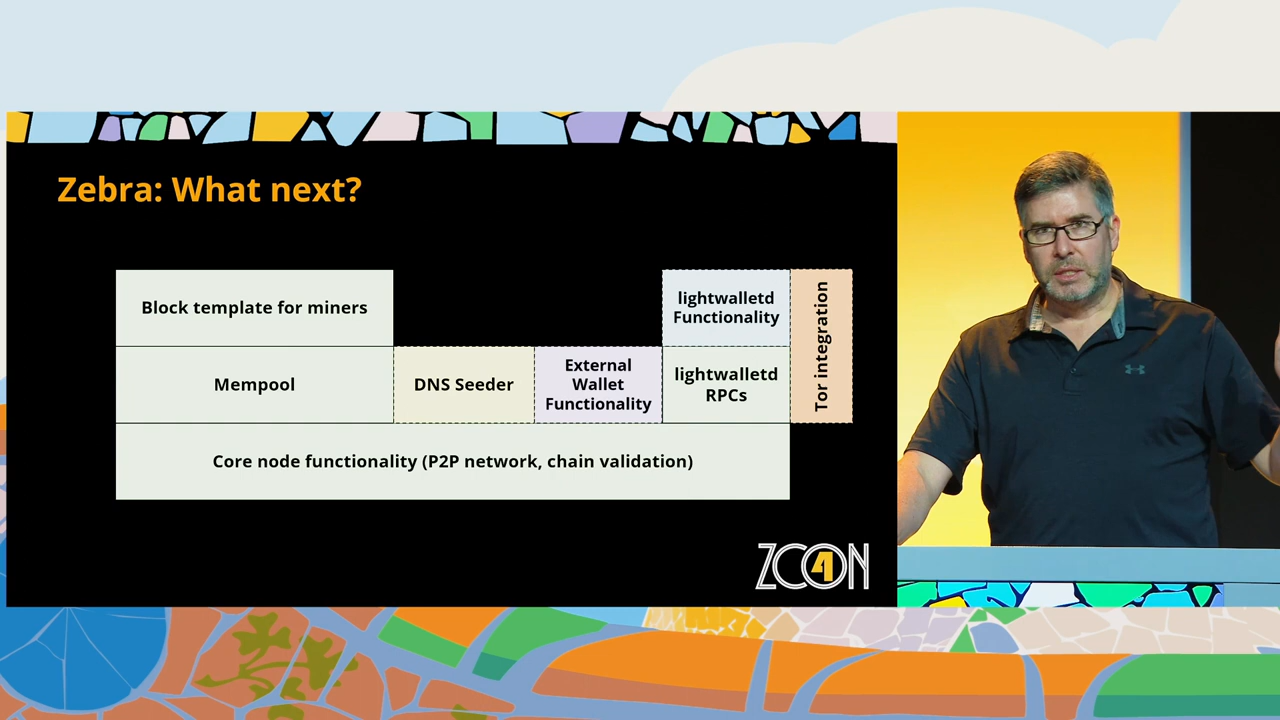 Zebra: What next?
Block template for miners
lightwalletd
Functionality
Tor integration
Mempool
DNS Seeder
External
Wallet
Functionality
lightwalletd
RPCs
Core node functionality (P2P network, chain validation)
ZCON
4